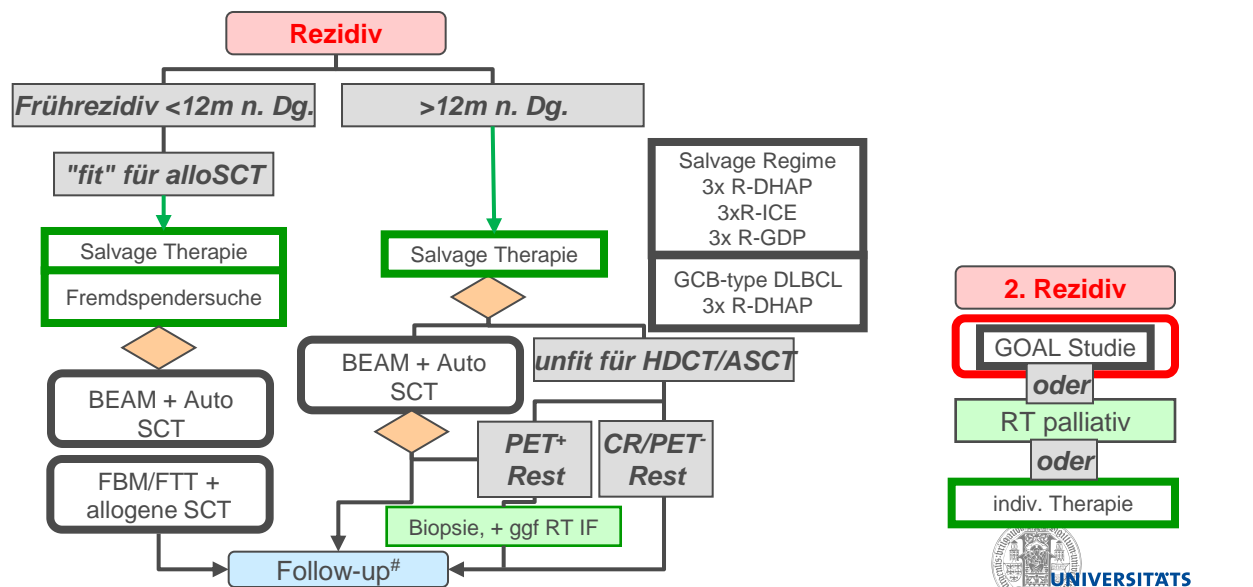 Rezidiv
Frührezidiv <12m n. Dg.
>12m n. Dg.
"fit" für alloSCT
Salvage Therapie
Fremdspendersuche
BEAM + Auto
SCT
FBM/FTT +
allogene SCT
Salvage Therapie
BEAM + Auto
SCT
unfit für HDCT/ASCT
PET+
Rest
CR/PET-
Rest
Biopsie, + ggf RT IF
Follow-up#
Salvage Regime
3x R-DHAP
3xR-ICE
3x R-GDP
GCB-type DLBCL
3x R-DHAP
2. Rezidiv
GOAL Studie
oder
RT palliativ
oder
indiv. Therapie
UNIVERSITÄTS